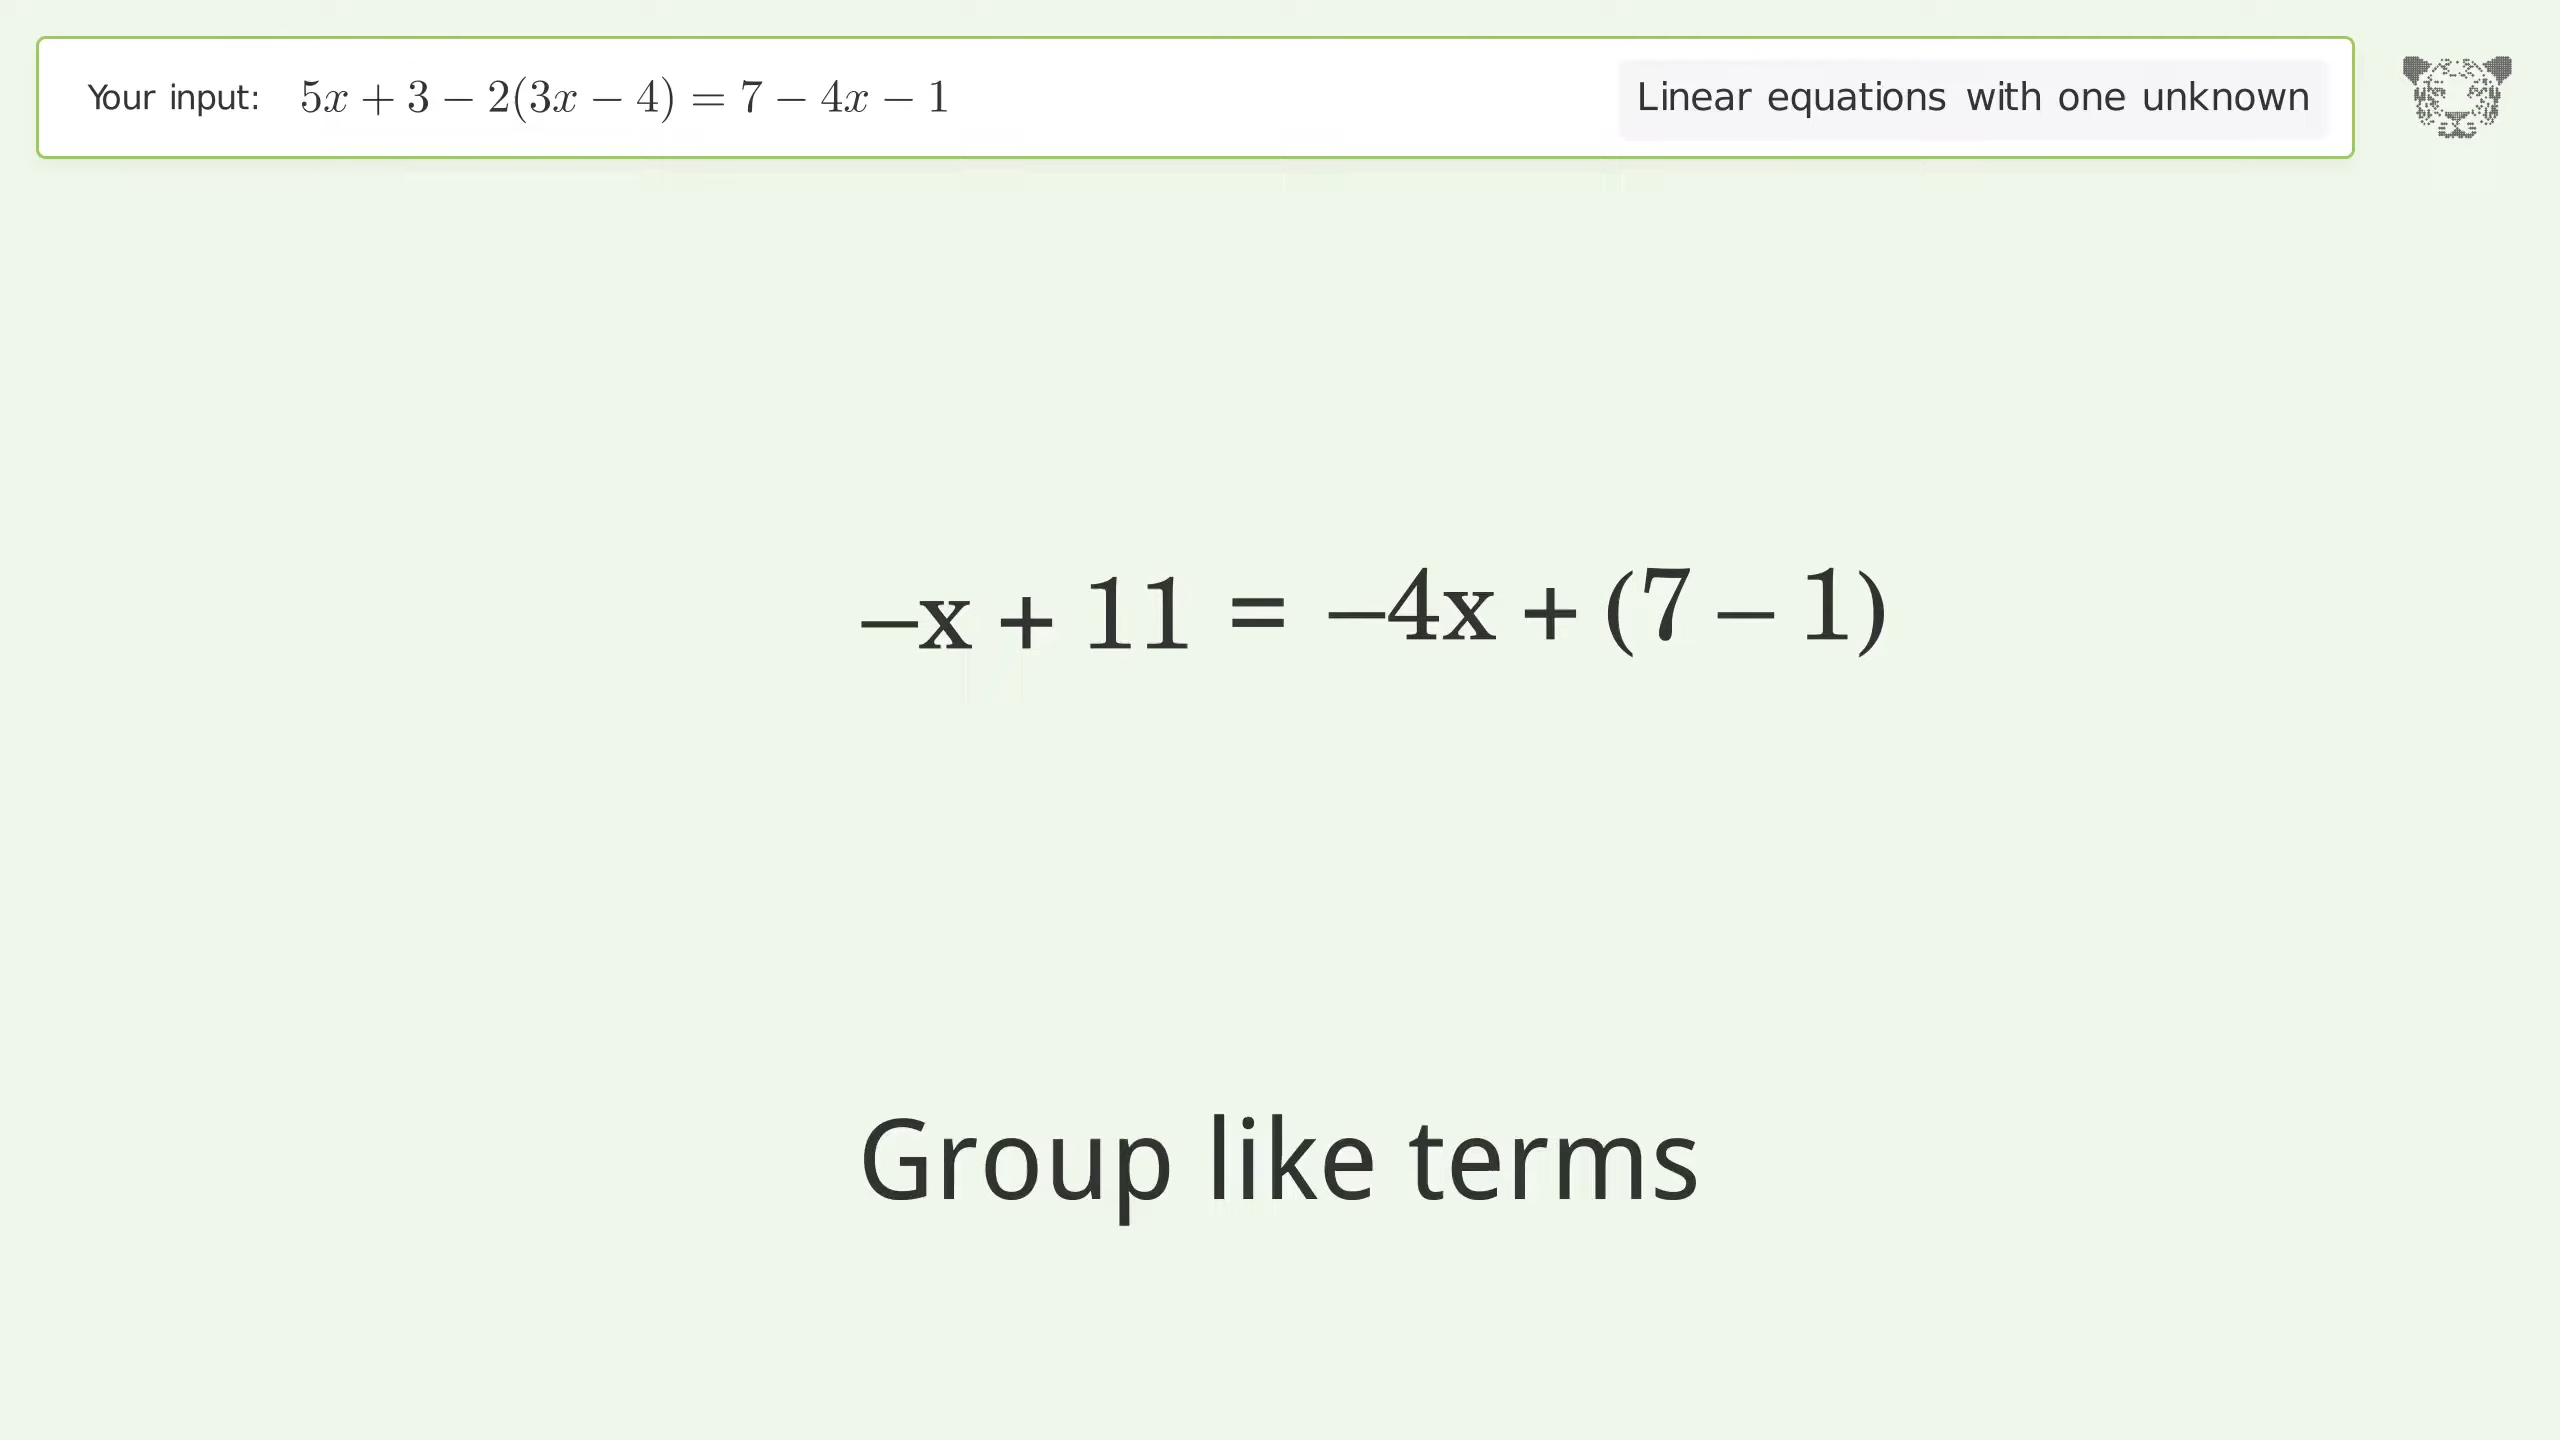 Your input: 5x + 3 − 2(3x − 4) = 7 − 4x − 1
Linear equations with one unknown
−x + 11 = −4x + (7 − 1)
Group like terms